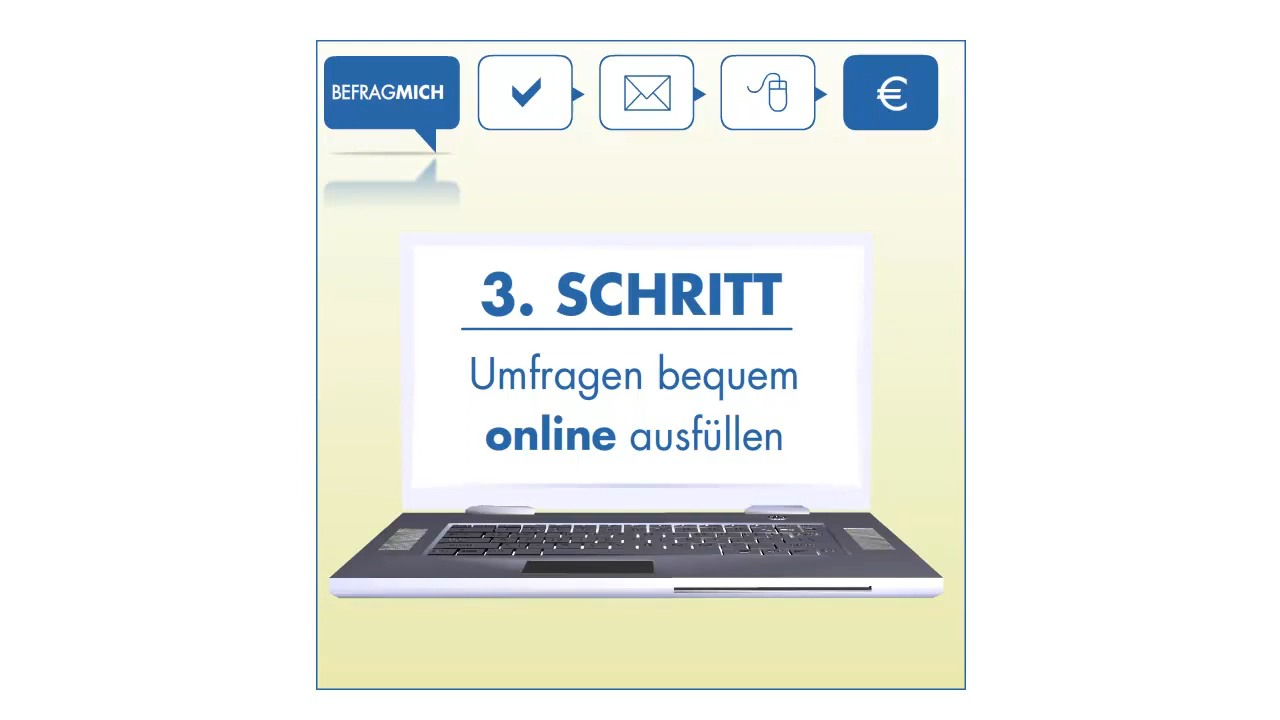 BEFRAGMICH
€
3. SCHRITT
Umfragen bequem
online ausfüllen